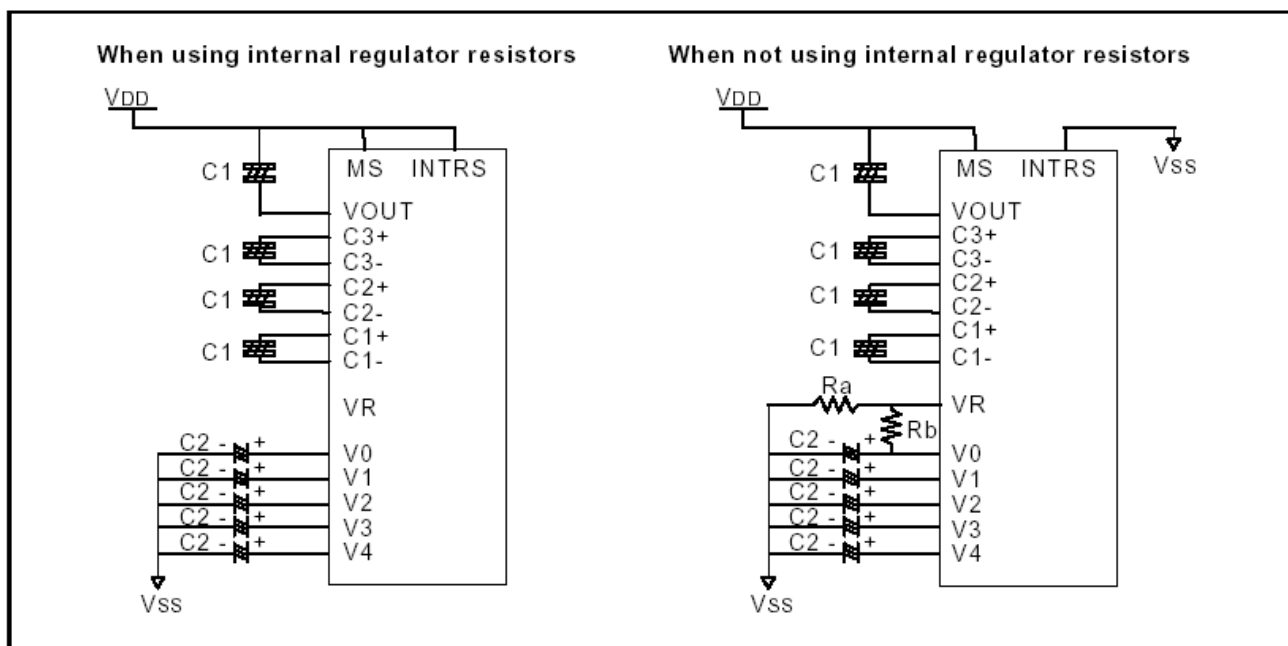 When using internal regulator resistors
VDD
C1
MS INTRS
VOUT
C3+
C1
C3-
C2+
C1
C2-
C1+
C1
C1-
VR
C2 - + V0
C2 - + V1
C2 - + V2
C2 - + V3
C2 - + V4
VSS
When not using internal regulator resistors
VDD
C1
MS INTRS
VSS
VOUT
C3+
C1
C3-
C2+
C1
C2-
C1+
C1
C1-
Ra
VR
Rb
C2 - + V0
C2 - + V1
C2 - + V2
C2 - + V3
C2 - + V4
VSS